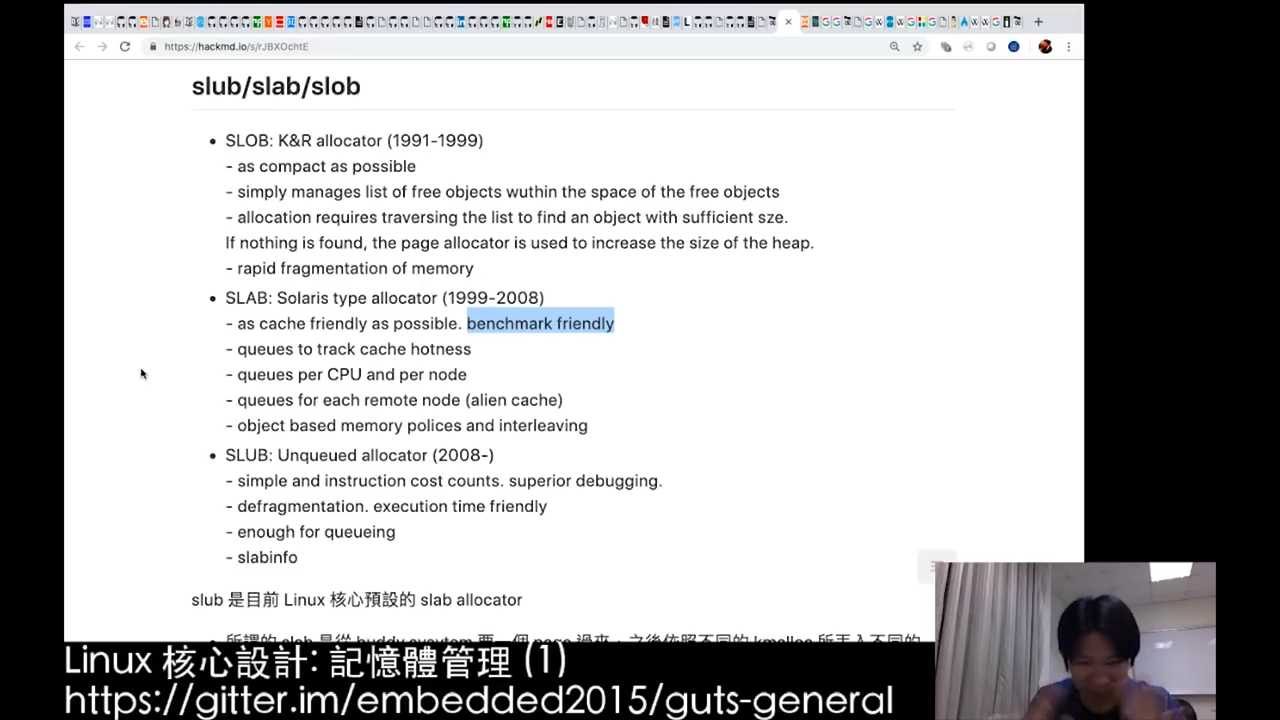 https://hackmd.io/s/rJBXOchtE
slub/slab/slob
• SLOB: K&R allocator (1991-1999)
- as compact as possible
- simply manages list of free objects wuthin the space of the free objects
- allocation requires traversing the list to find an object with sufficient sze.
If nothing is found, the page allocator is used to increase the size of the heap.
- rapid fragmentation of memory
• SLAB: Solaris type allocator (1999-2008)
- as cache friendly as possible. benchmark friendly
- queues to track cache hotness
- queues per CPU and per node
- queues for each remote node (alien cache)
- object based memory polices and interleaving
• SLUB: Unqueued allocator (2008-)
- simple and instruction cost counts. superior debugging.
- defragmentation. execution time friendly
- enough for queueing
- slabinfo
slub 是目前 Linux 核心預設的 slab allocator
Linux 核心設計: 記憶體管理 (1)
https://gitter.im/embedded2015/guts-general